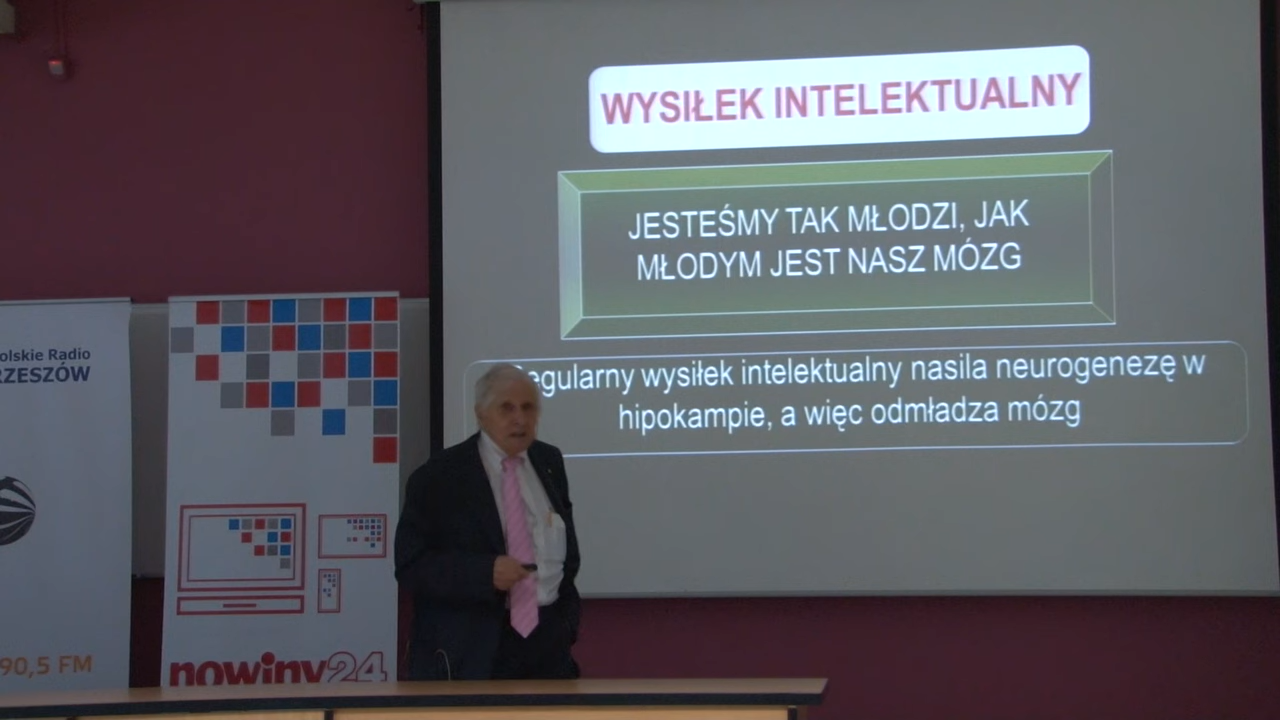 WYSIŁEK INTELEKTUALNY
JESTEŚMY TAK MŁODZI, JAK
MŁODYM JEST NASZ MÓZG
egularny wysiłek intelektualny nasila neurogenezę w
hipokampie, a więc odmładza mózg
olskie Radio
RZESZÓW
90,5 FM
nowiny24